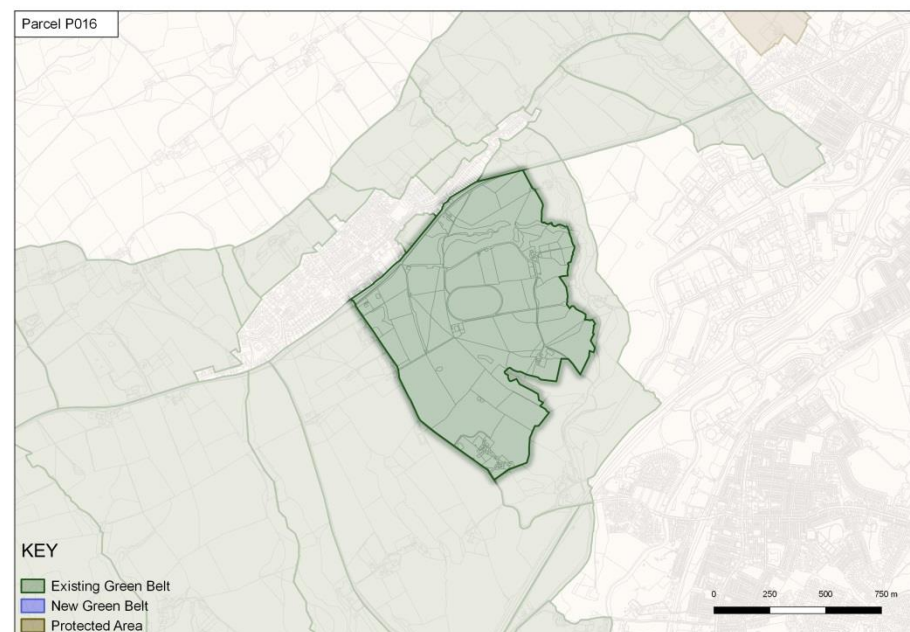 Parcel P016
KEY
Existing Green Belt
New Green Belt
Protected Area
0 250 500 750 m